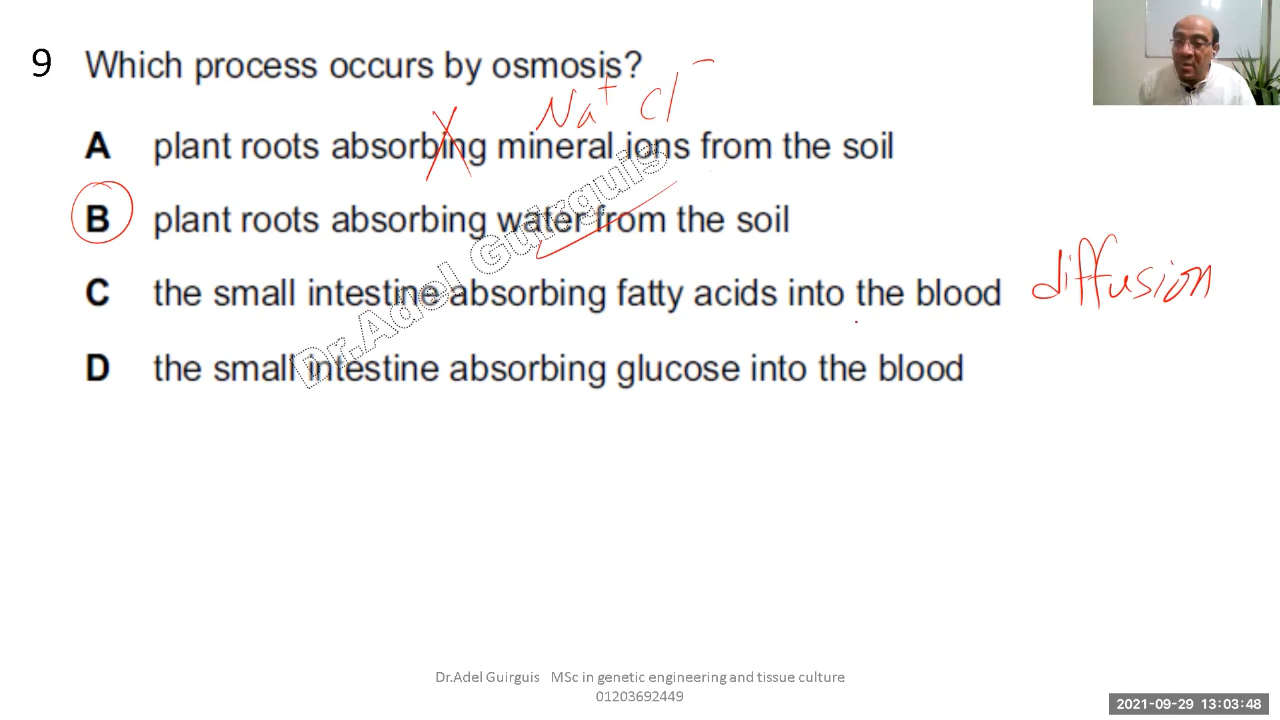 9 Which process occurs by osmosis?
Na+ Cl-
A plant roots absorbing mineral ions from the soil
B plant roots absorbing water from the soil
C the small intestine absorbing fatty acids into the blood diffusion
D the small intestine absorbing glucose into the blood
Dr.Adel Guirguis
Dr.Adel Guirguis MSc in genetic engineering and tissue culture
01203692449
2021-09-29 13:03:48